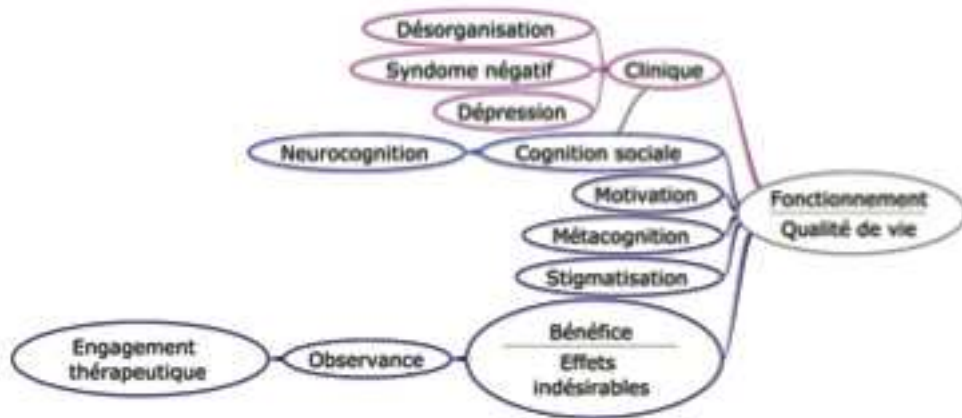 Désorganisation
Syndome négatif
Clinique
Dépression
Neurocognition
Cognition sociale
Motivation
Fonctionnement
Qualité de vie
Métacognition
Stigmatisation
Bénéfice
Effets
indésirables
Observance
Engagement
thérapeutique